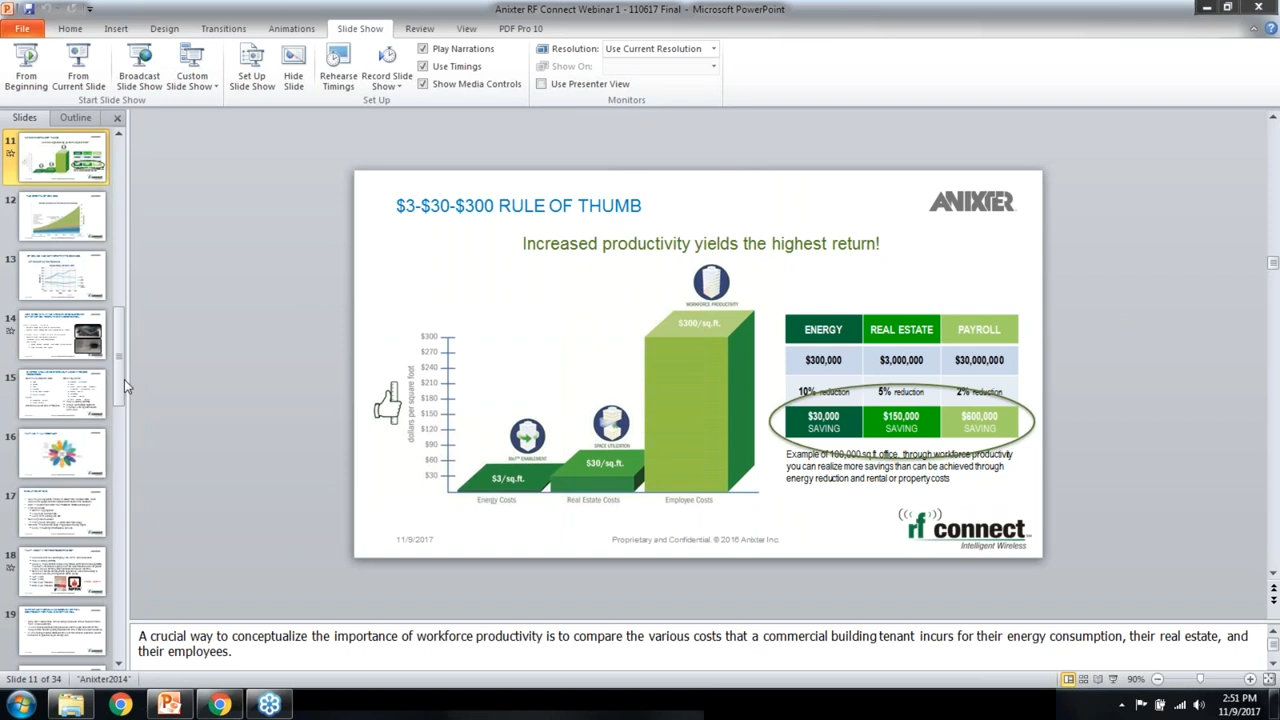 Anixter RF Connect Webinar 1 - 110617 Final - Microsoft PowerPoint
File Home Insert Design Transitions Animations Slide Show Review View PDF Pro 10
From Beginning
From Current Slide
Broadcast Slide Show
Custom Slide Show
Set Up Slide Show
Hide Slide
Rehearse Timings
Record Slide Show
Play Narrations
Use Timings
Show Media Controls
Resolution: Use Current Resolution
Show On:
Use Presenter View
Start Slide Show
Set Up
Monitors
Slides Outline
11
12
13
14
15
16
17
18
19
$3-$30-$300 RULE OF THUMB
ANIXTER
Increased productivity yields the highest return!
WORKFORCE PRODUCTIVITY
$300/sq.ft.
SPACE UTILIZATION
$30/sq.ft.
ENABLEMENT
$3/sq.ft.
dollars per square foot
$300
$270
$240
$210
$180
$150
$120
$90
$60
$30
Energy Costs Real Estate Costs Employee Costs
ENERGY REAL ESTATE PAYROLL
$300,000 $3,000,000 $30,000,000
10% reduction 5% reduction 2% reduction
$30,000 $150,000 $600,000
SAVING SAVING SAVING
Example of 100,000 sq ft office, through workforce productivity
you can realize more savings than can be achieved through
energy reduction and rental or property costs
rf connect
Intelligent Wireless
11/9/2017
Proprietary and Confidential. © 2016 Anixter Inc.
A crucial way to conceptualize the importance of workforce productivity is to compare the various costs that a commercial building tenant incurs for their energy consumption, their real estate, and
their employees.
Slide 11 of 34 "Anixter2014" 90%
2:51 PM
11/9/2017